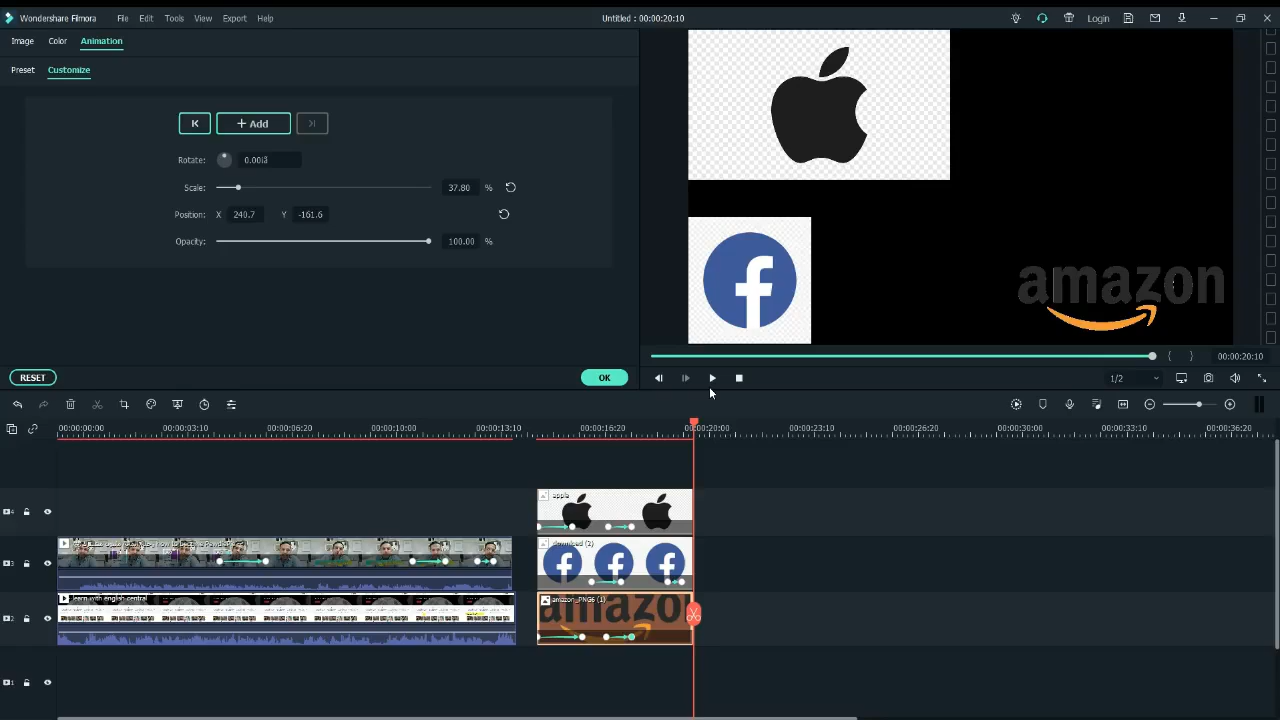 Wondershare Filmora File Edit Tools View Export Help Untitled : 00:00:20:10 Login
Image Color Animation
Preset Customize
+ Add
Rotate: 0.00
Scale: 37.80 %
Position: X 240.7 Y -161.6
Opacity: 100.00 %
RESET OK
amazon
00:00:20:10
1/2
00:00:00:00 00:00:03:10 00:00:06:20 00:00:10:00 00:00:13:10 00:00:16:20 00:00:20:00 00:00:23:10 00:00:26:20 00:00:30:00 00:00:33:10 00:00:36:20
4
3
download (2)
2
learn with english central
amazon_PNG6 (1)
amazon
1